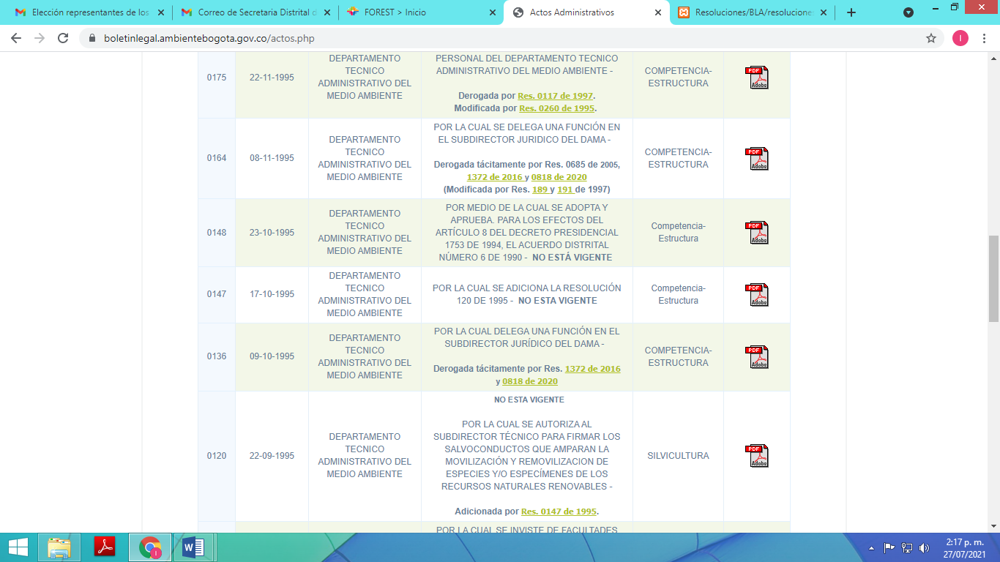 Elección representantes de los
Correo de Secretaria Distrital d
FOREST > Inicio
Actos Administrativos
Resoluciones/BLA/resoluciones
boletinlegal.ambientebogota.gov.co/actos.php
I
0175
22-11-1995
DEPARTAMENTO
TECNICO
ADMINISTRATIVO DEL
MEDIO AMBIENTE
PERSONAL DEL DEPARTAMENTO TECNICO
ADMINISTRATIVO DEL MEDIO AMBIENTE -
Derogada por Res. 0117 de 1997.
Modificada por Res. 0260 de 1995.
COMPETENCIA-
ESTRUCTURA
PDF
Adobe
0164
08-11-1995
DEPARTAMENTO
TECNICO
ADMINISTRATIVO DEL
MEDIO AMBIENTE
POR LA CUAL SE DELEGA UNA FUNCIÓN EN
EL SUBDIRECTOR JURIDICO DEL DAMA -
Derogada tácitamente por Res. 0685 de 2005,
1372 de 2016 y 0818 de 2020
(Modificada por Res. 189 y 191 de 1997)
COMPETENCIA-
ESTRUCTURA
PDF
Adobe
0148
23-10-1995
DEPARTAMENTO
TECNICO
ADMINISTRATIVO DEL
MEDIO AMBIENTE
POR MEDIO DE LA CUAL SE ADOPTA Y
APRUEBA. PARA LOS EFECTOS DEL
ARTÍCULO 8 DEL DECRETO PRESIDENCIAL
1753 DE 1994, EL ACUERDO DISTRITAL
NÚMERO 6 DE 1990 - NO ESTÁ VIGENTE
Competencia-
Estructura
PDF
Adobe
0147
17-10-1995
DEPARTAMENTO
TECNICO
ADMINISTRATIVO DEL
MEDIO AMBIENTE
POR LA CUAL SE ADICIONA LA RESOLUCIÓN
120 DE 1995 - NO ESTA VIGENTE
Competencia-
Estructura
PDF
Adobe
0136
09-10-1995
DEPARTAMENTO
TECNICO
ADMINISTRATIVO DEL
MEDIO AMBIENTE
POR LA CUAL DELEGA UNA FUNCIÓN EN EL
SUBDIRECTOR JURÍDICO DEL DAMA -
Derogada tácitamente por Res. 1372 de 2016
y 0818 de 2020
COMPETENCIA-
ESTRUCTURA
PDF
Adobe
0120
22-09-1995
DEPARTAMENTO
TECNICO
ADMINISTRATIVO DEL
MEDIO AMBIENTE
NO ESTA VIGENTE
POR LA CUAL SE AUTORIZA AL
SUBDIRECTOR TÉCNICO PARA FIRMAR LOS
SALVOCONDUCTOS QUE AMPARAN LA
MOVILIZACIÓN Y REMOVILIZACION DE
ESPECIES Y/O ESPECÍMENES DE LOS
RECURSOS NATURALES RENOVABLES -
Adicionada por Res. 0147 de 1995.
SILVICULTURA
PDF
Adobe
POR LA CUAL SE INVISTE DE FACULTADES
2:17 p. m.
27/07/2021